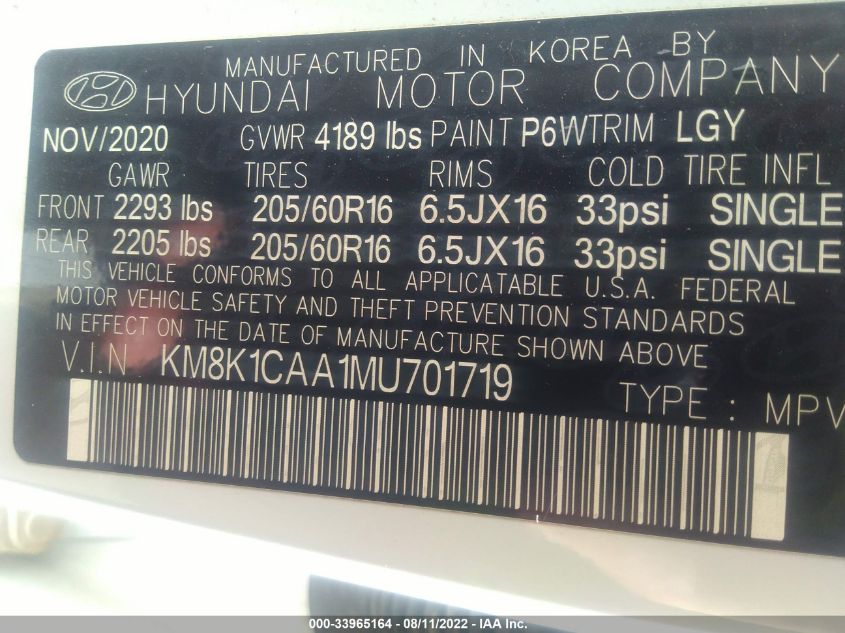 MANUFACTURED IN KOREA BY
HYUNDAI MOTOR COMPANY
NOV/2020 GVWR 4189 lbs PAINT P6W TRIM LGY
GAWR TIRES RIMS COLD TIRE INFL
FRONT 2293 lbs 205/60R16 6.5JX16 33psi SINGLE
REAR 2205 lbs 205/60R16 6.5JX16 33psi SINGLE
THIS VEHICLE CONFORMS TO ALL APPLICATABLE U.S.A. FEDERAL
MOTOR VEHICLE SAFETY AND THEFT PREVENTION STANDARDS
IN EFFECT ON THE DATE OF MANUFACTURE SHOWN ABOVE
V.I.N KM8K1CAA1MU701719
TYPE : MPV
000-33965164 - 08/11/2022 - IAA Inc.